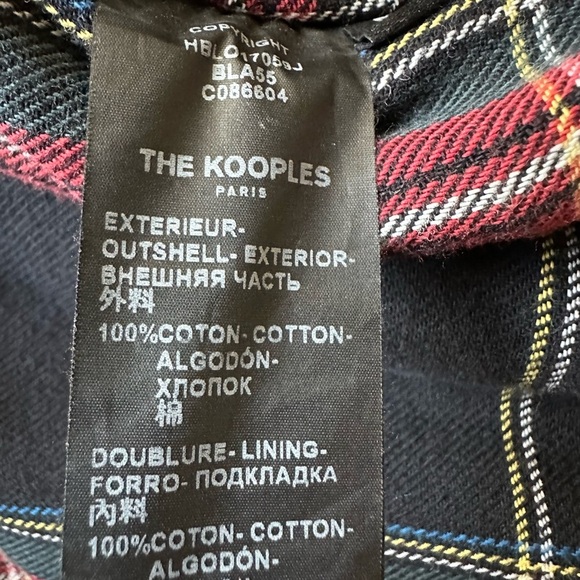 COPYRIGHT
BLA55
C086604
THE KOOPLES
PARIS
EXTERIEUR-
OUTSHELL- EXTERIOR-
ВНЕШНЯЯ ЧАСТЬ
外料
100%COTON- COTTON-
ALGODÓN-
ХЛОПОК
棉
DOUBLURE- LINING-
FORRO- ПОДКЛАДКА
內料
100%COTON- COTTON-
ALGODÓN-